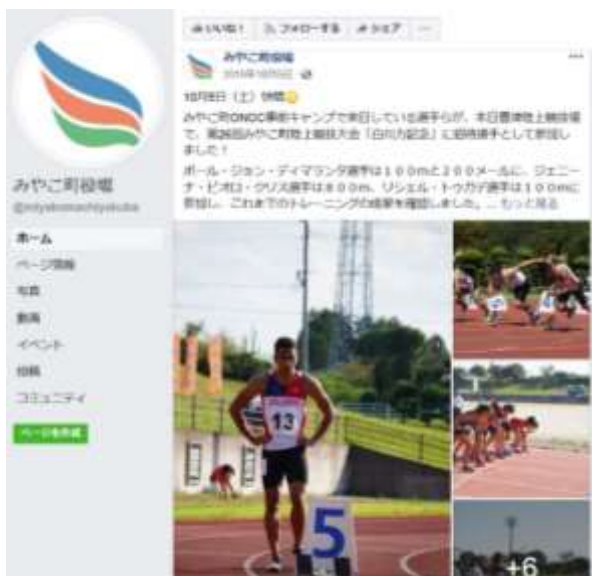 いいね!
フォローする
シェア
みやこ町役場
10月5日（土）快晴
みやこ町ONOC事前キャンプで来日している選手らが、本日豊津陸上競技場
で、第26回みやこ町陸上競技大会「白川力記念」に招待選手として参加し
ました！
ポール・ジョン・ディマランタ選手は１００mと２００メールに、ジェニー
ナ・ピオロ・クリス選手は８００m、リシェル・トウガデ選手は１００mに
参加し、これまでのトレーニングの成果を確認しました。... もっと見る
みやこ町役場
@miyakomachiyakuba
ホーム
ページ情報
写真
動画
イベント
投稿
コミュニティ
ページを作成
13
5
+6